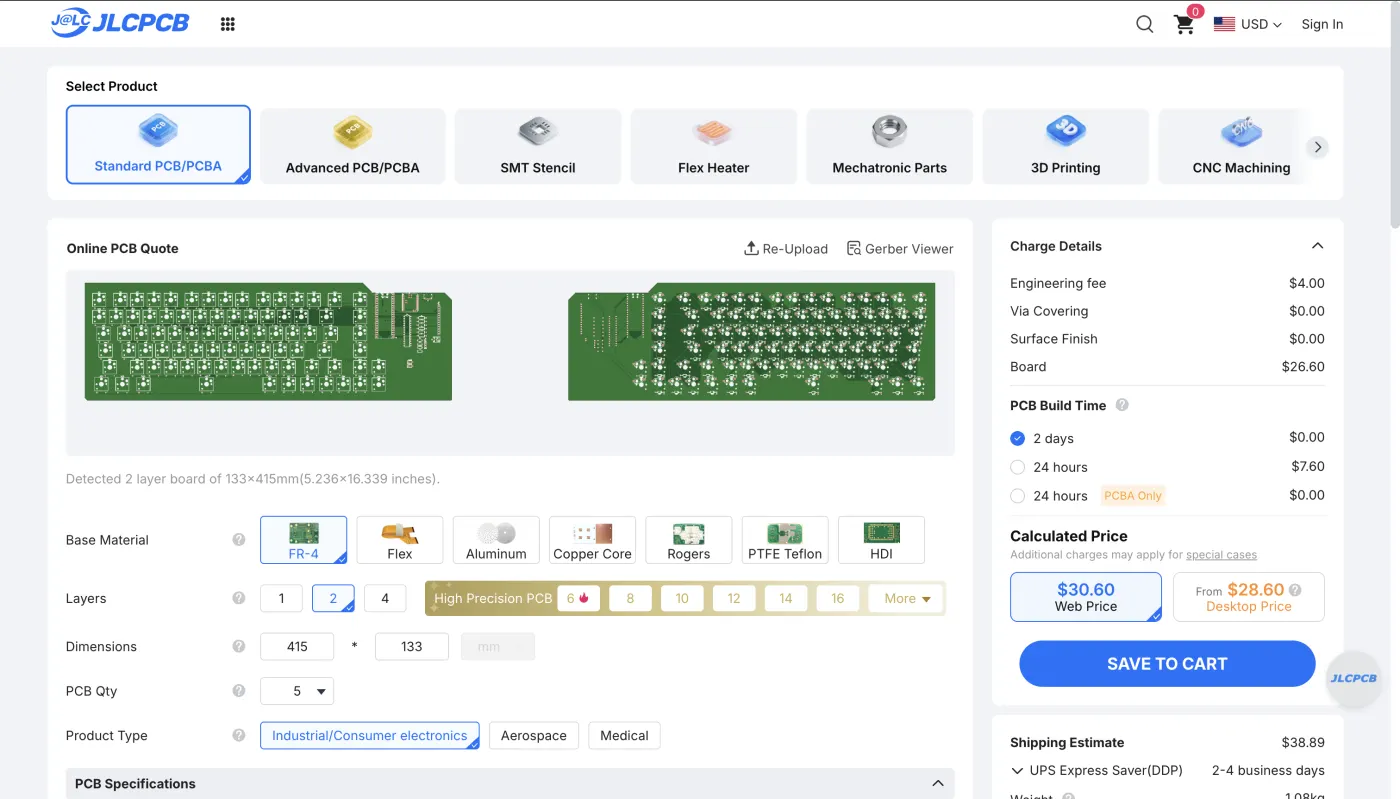 J@LC JLCPCB
0
USD
Sign In
Select Product
PCB
Standard PCB/PCBA
PCB
Advanced PCB/PCBA
SMT Stencil
Flex Heater
Mechatronic Parts
3D
3D Printing
CNC
CNC Machining
Online PCB Quote
Re-Upload
Gerber Viewer
Detected 2 layer board of 133×415mm(5.236×16.339 inches).
Base Material
?
FR-4
Flex
Aluminum
Copper Core
Rogers
PTFE Teflon
HDI
Layers
?
1
2
4
High Precision PCB
6
8
10
12
14
16
More
Dimensions
?
415
*
133
mm
PCB Qty
?
5
Product Type
?
Industrial/Consumer electronics
Aerospace
Medical
PCB Specifications
Charge Details
Engineering fee $4.00
Via Covering $0.00
Surface Finish $0.00
Board $26.60
PCB Build Time ?
2 days $0.00
24 hours $7.60
24 hours PCBA Only $0.00
Calculated Price
Additional charges may apply for special cases
$30.60
Web Price
From $28.60 ?
Desktop Price
SAVE TO CART
JLCPCB
Shipping Estimate $38.89
UPS Express Saver(DDP) 2-4 business days
Weight ? 1.08kg